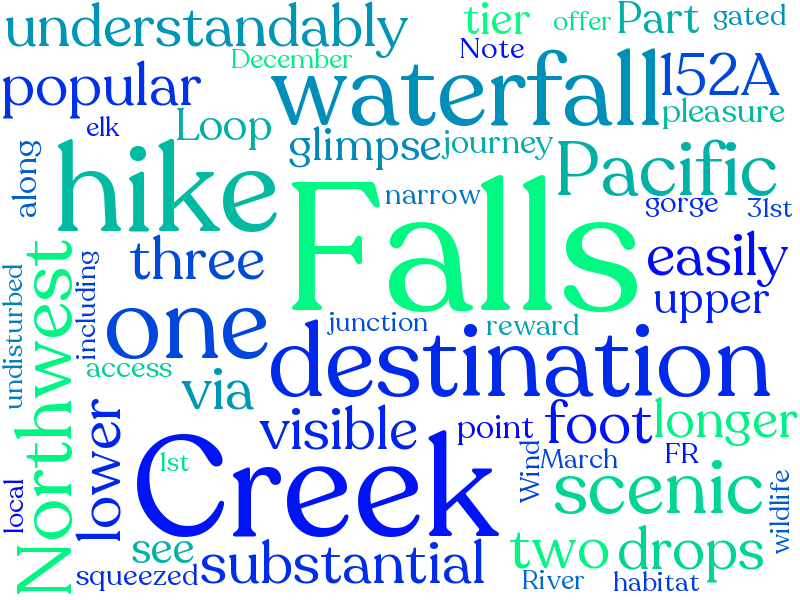 understandably
tier
offer
Part
gated
December
Note
popular
waterfall
152A
pleasure
elk
Loop
glimpse
journey
along
hike
Pacific
narrow
gorge
31st
Falls
three
easily
undisturbed
Northwest
including
one
upper
junction
reward
access
destination
via
lower
visible
point
foot
longer
1st
Creek
Wind
March
FR
scenic
local
wildlife
see
squeezed
substantial
two
drops
River
habitat